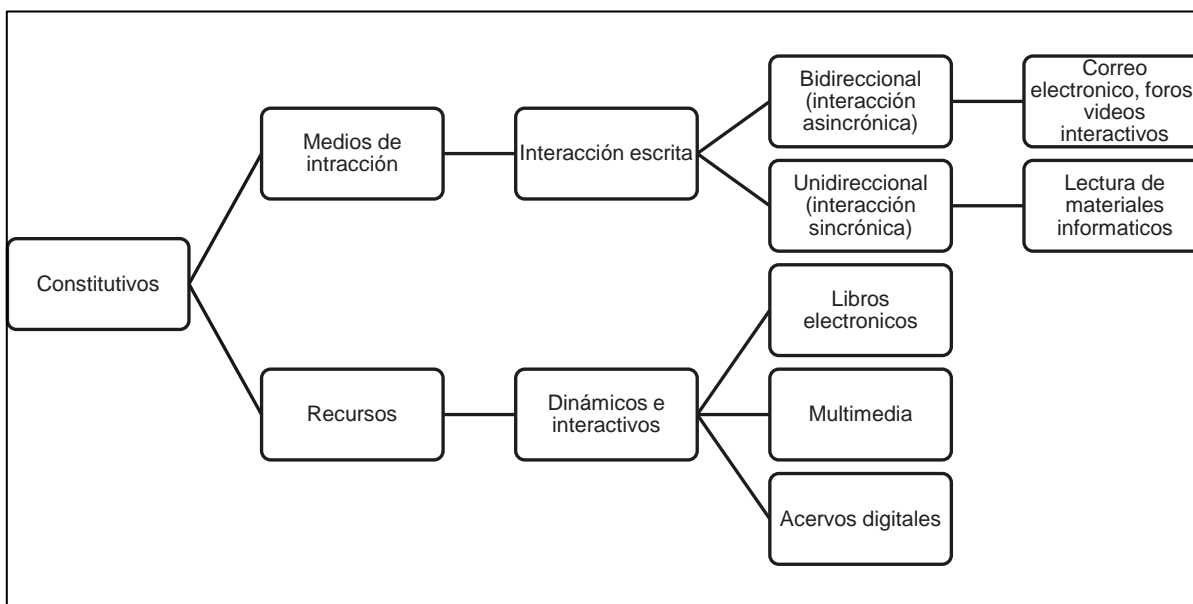 Constitutivos
Medios de
intracción
Interacción escrita
Bidireccional
(interacción
asincrónica)
Correo
electronico, foros
videos
interactivos
Unidireccional
(interacción
sincrónica)
Lectura de
materiales
informaticos
Recursos
Dinámicos e
interactivos
Libros
electronicos
Multimedia
Acervos digitales